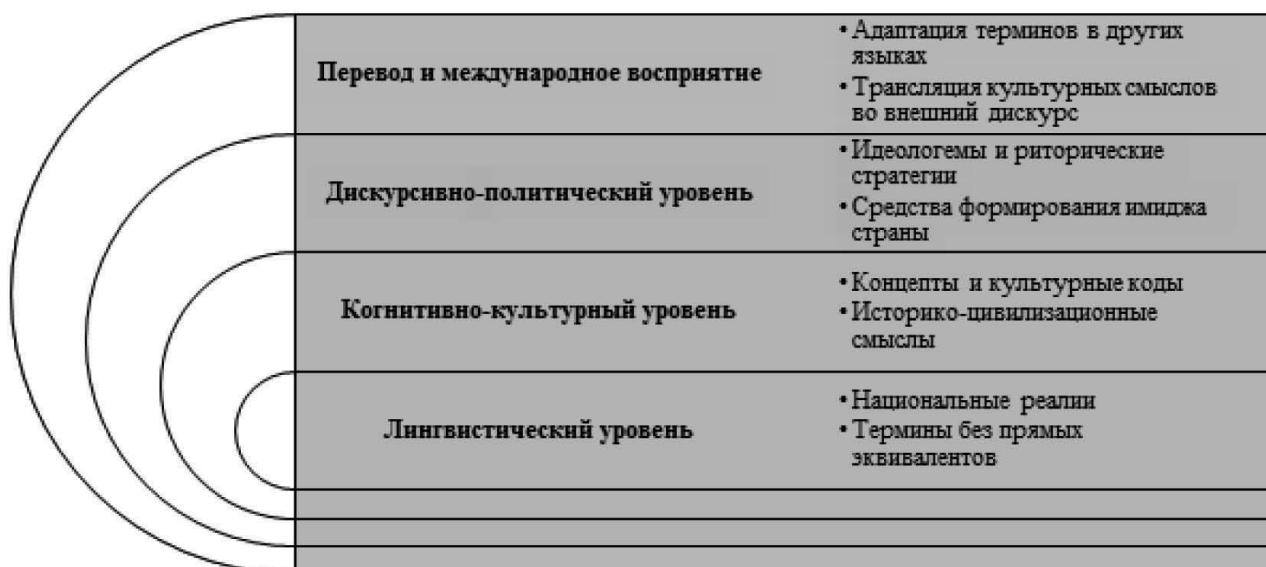 Перевод и международное восприятие
• Адаптация терминов в других
языках
• Трансляция культурных смыслов
во внешний дискурс
Дискурсивно-политический уровень
• Идеологемы и риторические
стратегии
• Средства формирования имиджа
страны
Когнитивно-культурный уровень
• Концепты и культурные коды
• Историко-цивилизационные
смыслы
Лингвистический уровень
• Национальные реалии
• Термины без прямых
эквивалентов